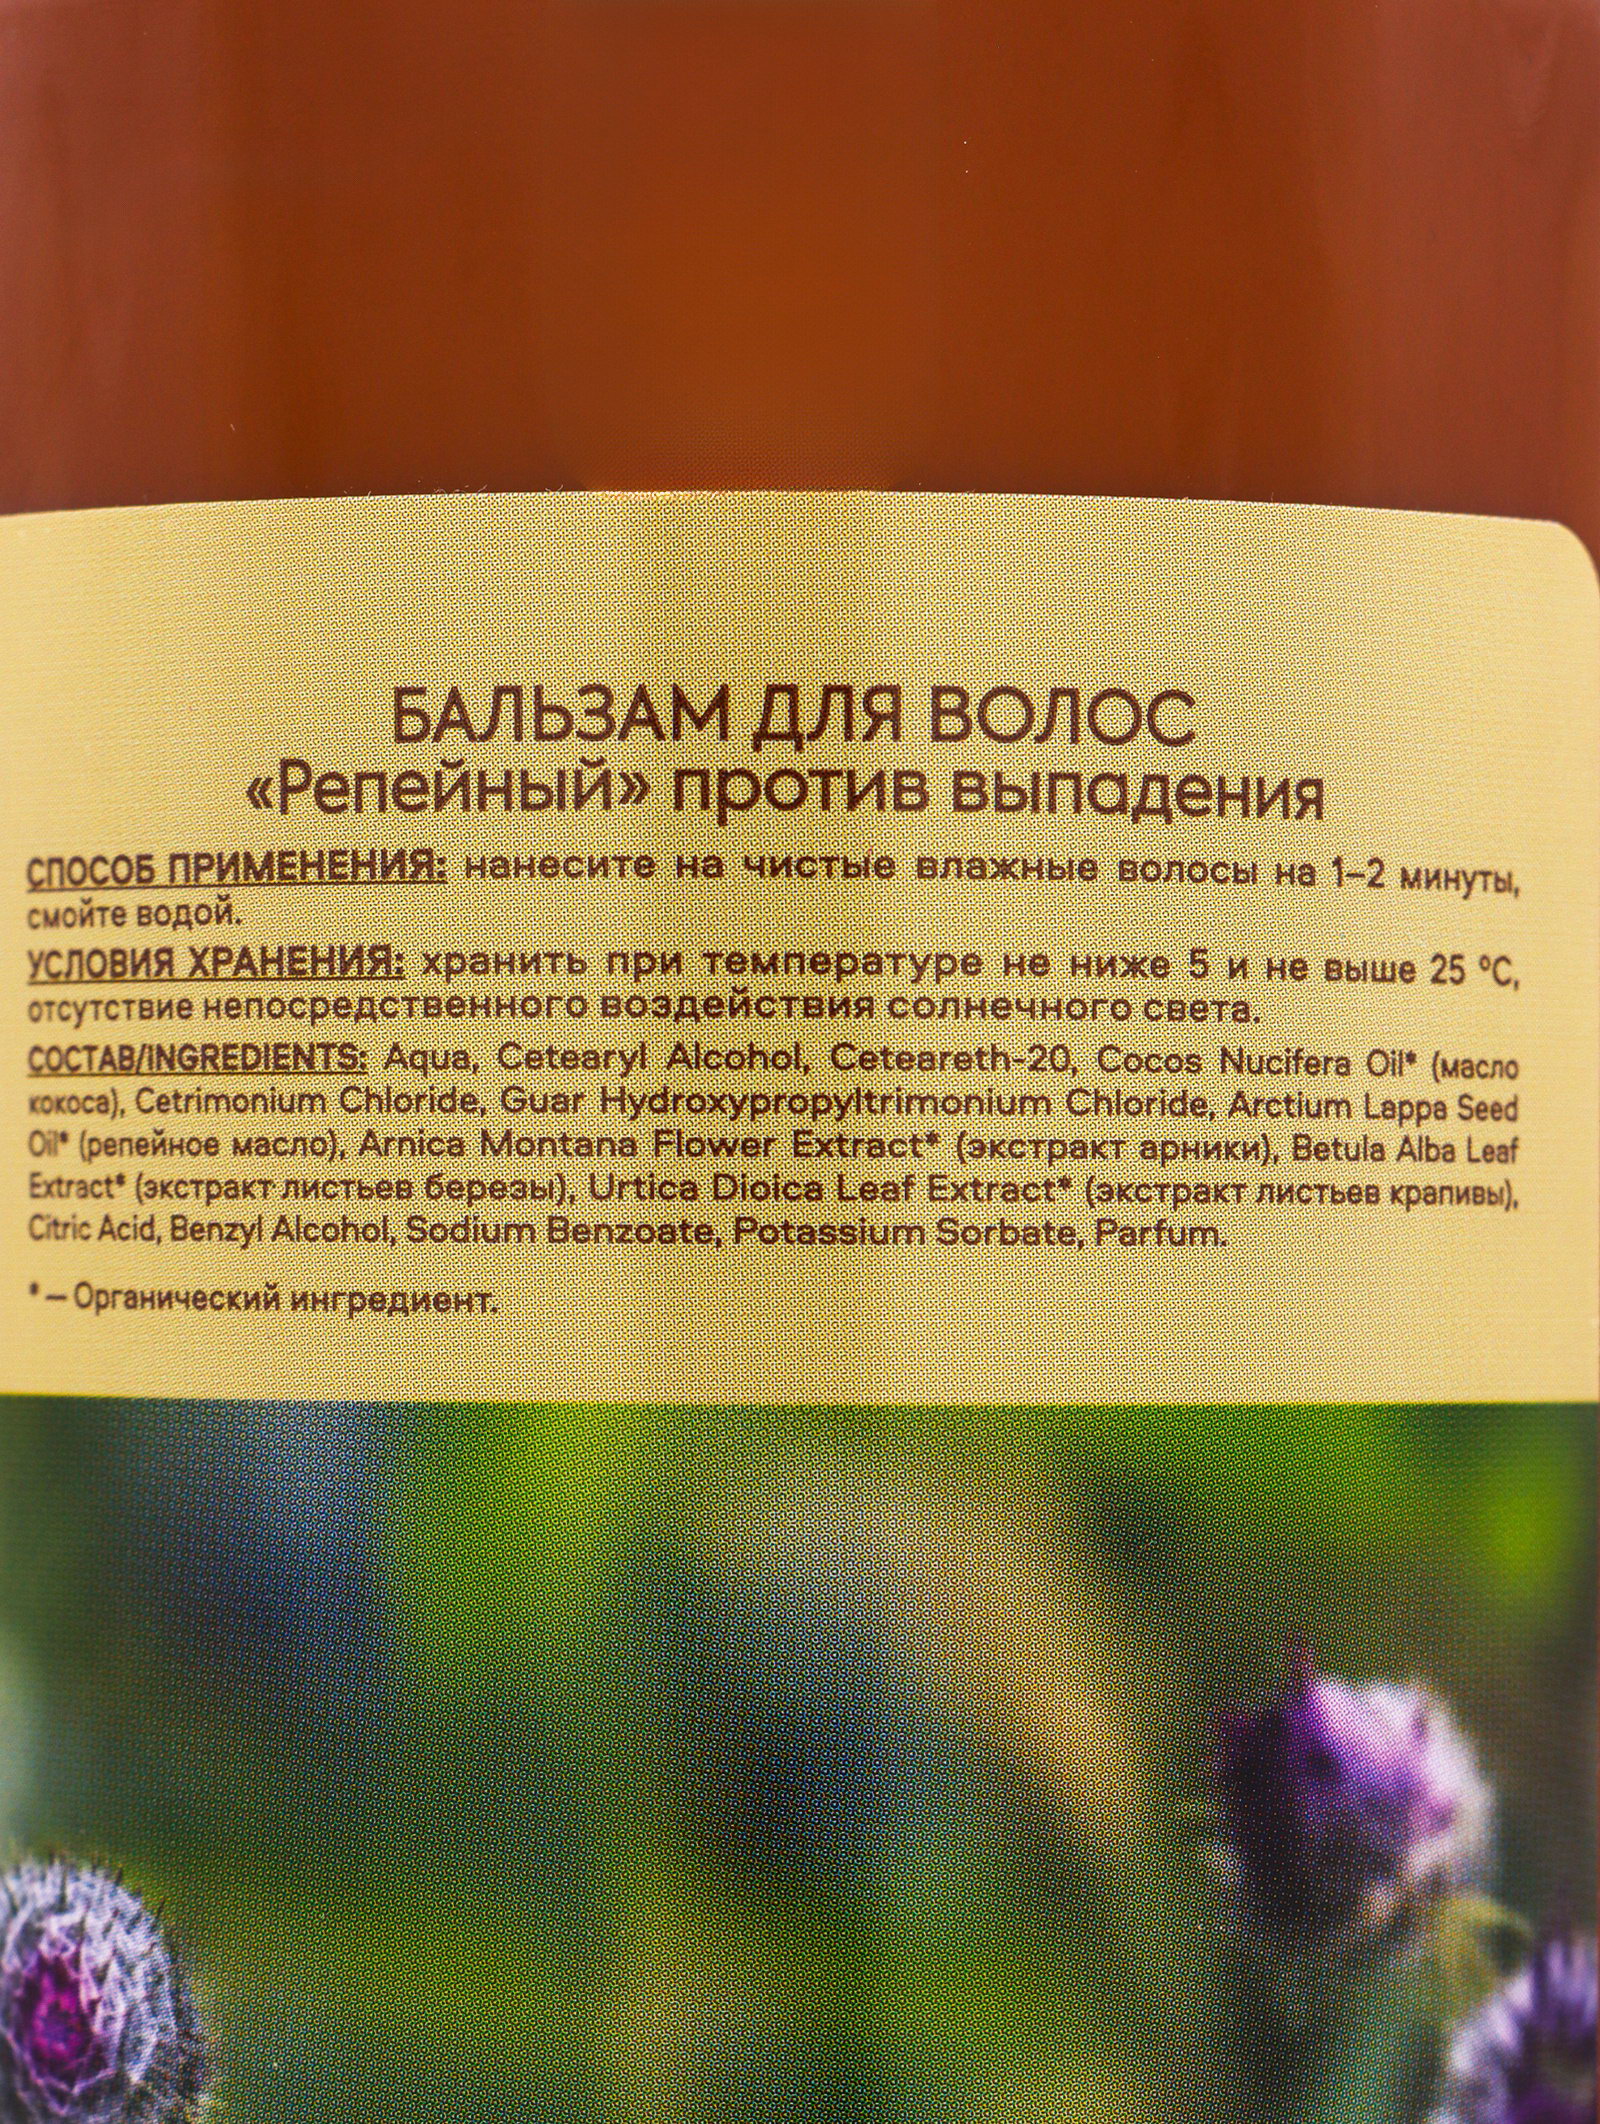 БАЛЬЗАМ ДЛЯ ВОЛОС
«Репейный» против выпадения
СПОСОБ ПРИМЕНЕНИЯ: нанесите на чистые влажные волосы на 1–2 минуты,
смойте водой.
УСЛОВИЯ ХРАНЕНИЯ: хранить при температуре не ниже 5 и не выше 25 °С,
отсутствие непосредственного воздействия солнечного света.
СОСТАВ/INGREDIENTS: Aqua, Cetearyl Alcohol, Ceteareth-20, Cocos Nucifera Oil* (масло
кокоса), Cetrimonium Chloride, Guar Hydroxypropyltrimonium Chloride, Arctium Lappa Seed
Oil* (репейное масло), Arnica Montana Flower Extract* (экстракт арники), Betula Alba Leaf
Extract* (экстракт листьев березы), Urtica Dioica Leaf Extract* (экстракт листьев крапивы),
Citric Acid, Benzyl Alcohol, Sodium Benzoate, Potassium Sorbate, Parfum.
* – Органический ингредиент.